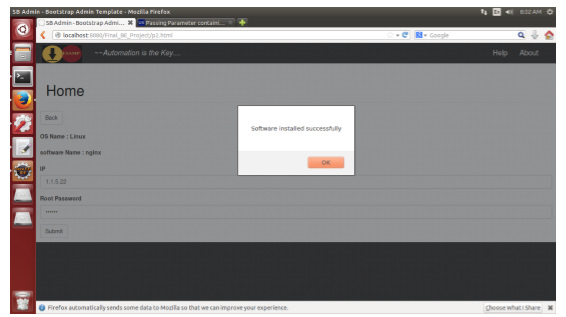 SB Admin - Bootstrap Admin Template - Mozilla Firefox
8:02 AM
SB Admin - Bootstrap Admi...
Passing Parameter containt...
localhost:8080/Final_BE_Project/p2.html
Google
~~Automation is the Key....
Help
About
Home
Back
OS Name : Linux
software Name : nginx
IP
1.1.5.22
Root Password
Submit
Software installed successfully
OK
Firefox automatically sends some data to Mozilla so that we can improve your experience.
Choose What I Share